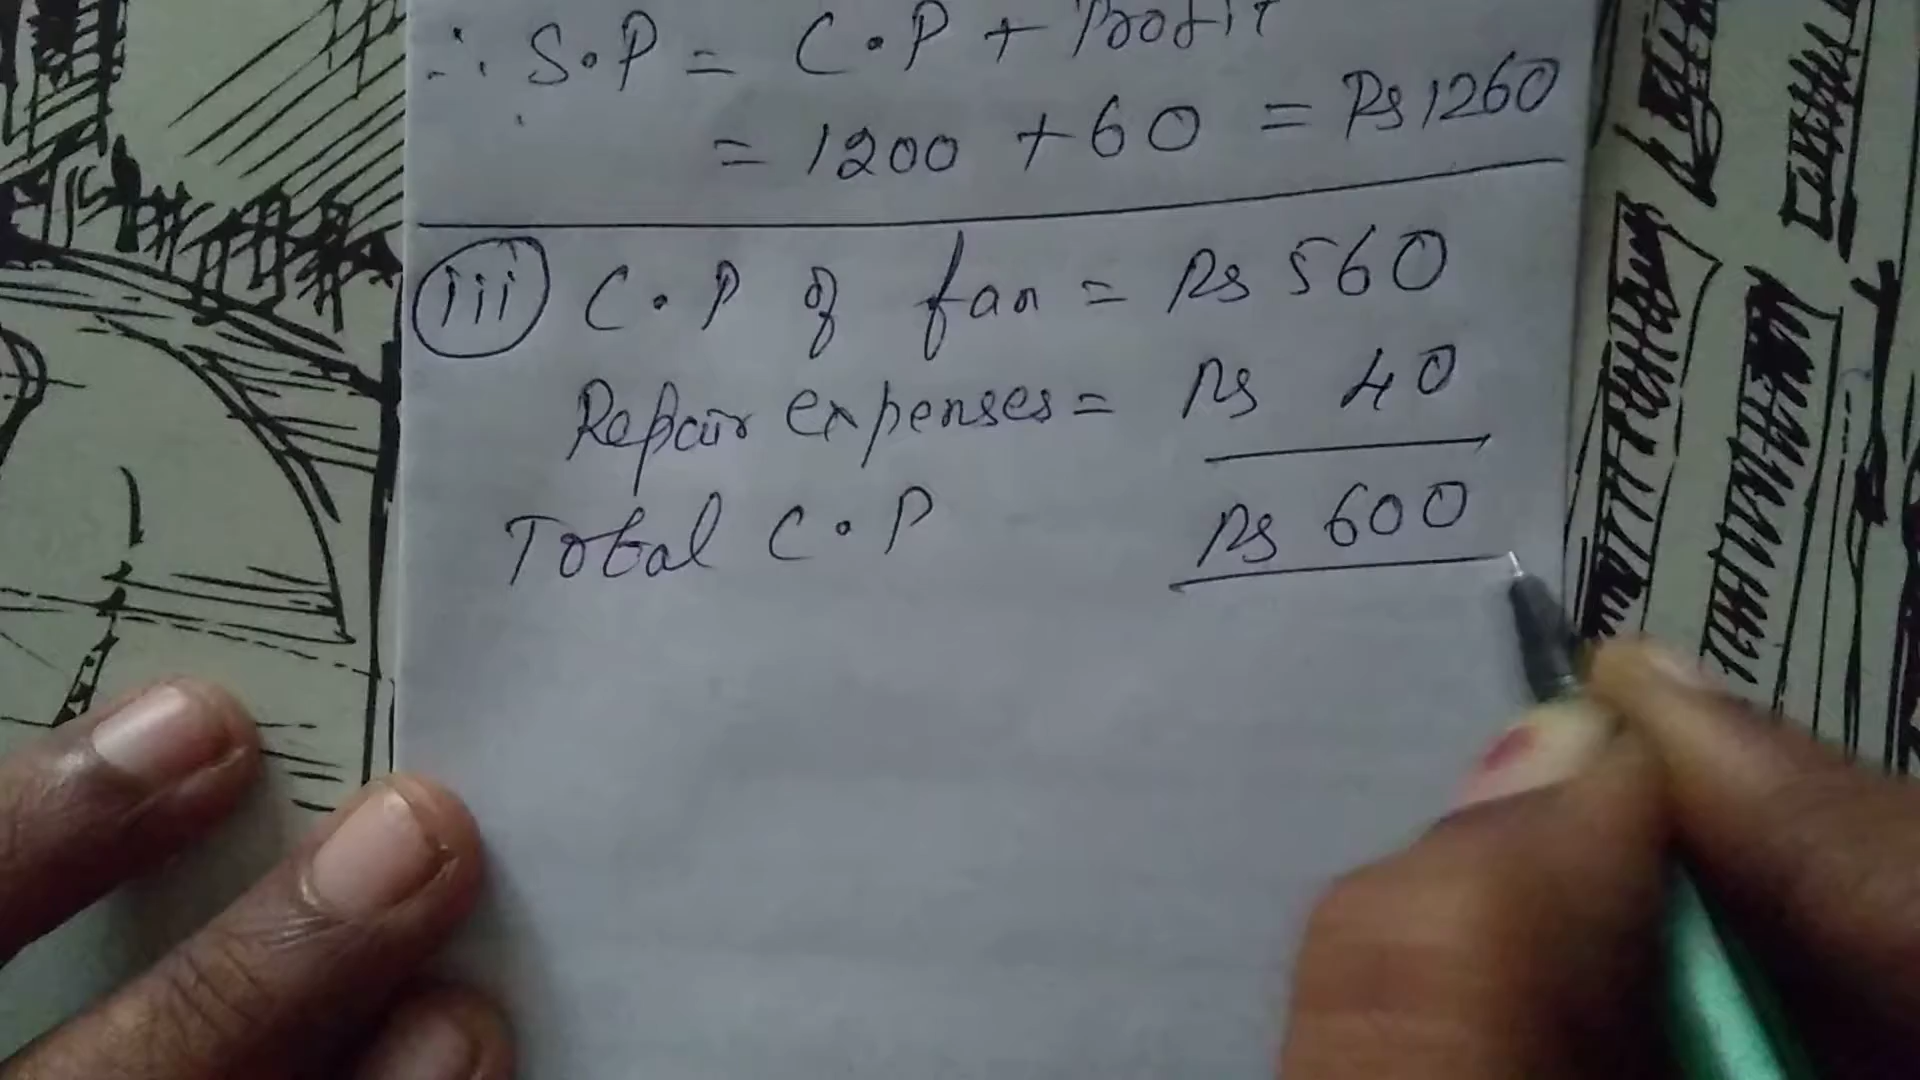 ∴ S.P = C.P + Profit
= 1200 + 60 = Rs 1260
iii C.P of fan = Rs 560
Repair expenses = Rs 40
Total C.P Rs 600